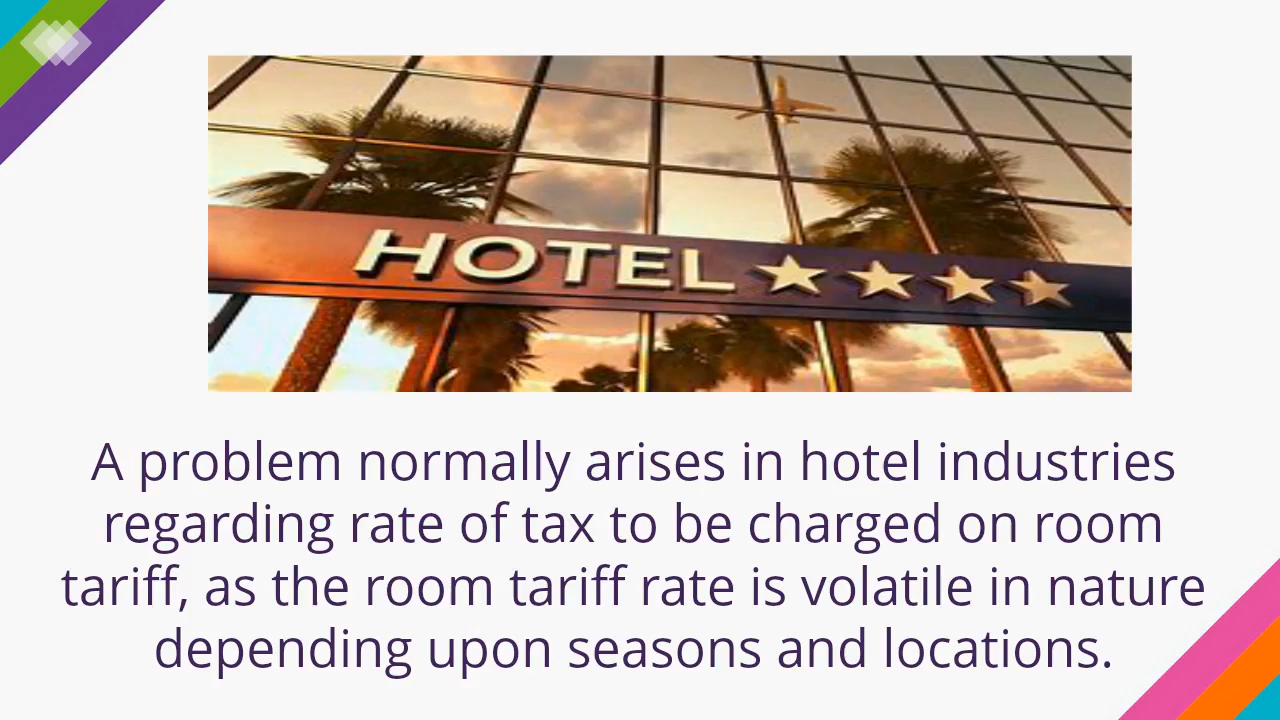 HOTEL ★★★★
A problem normally arises in hotel industries
regarding rate of tax to be charged on room
tariff, as the room tariff rate is volatile in nature
depending upon seasons and locations.